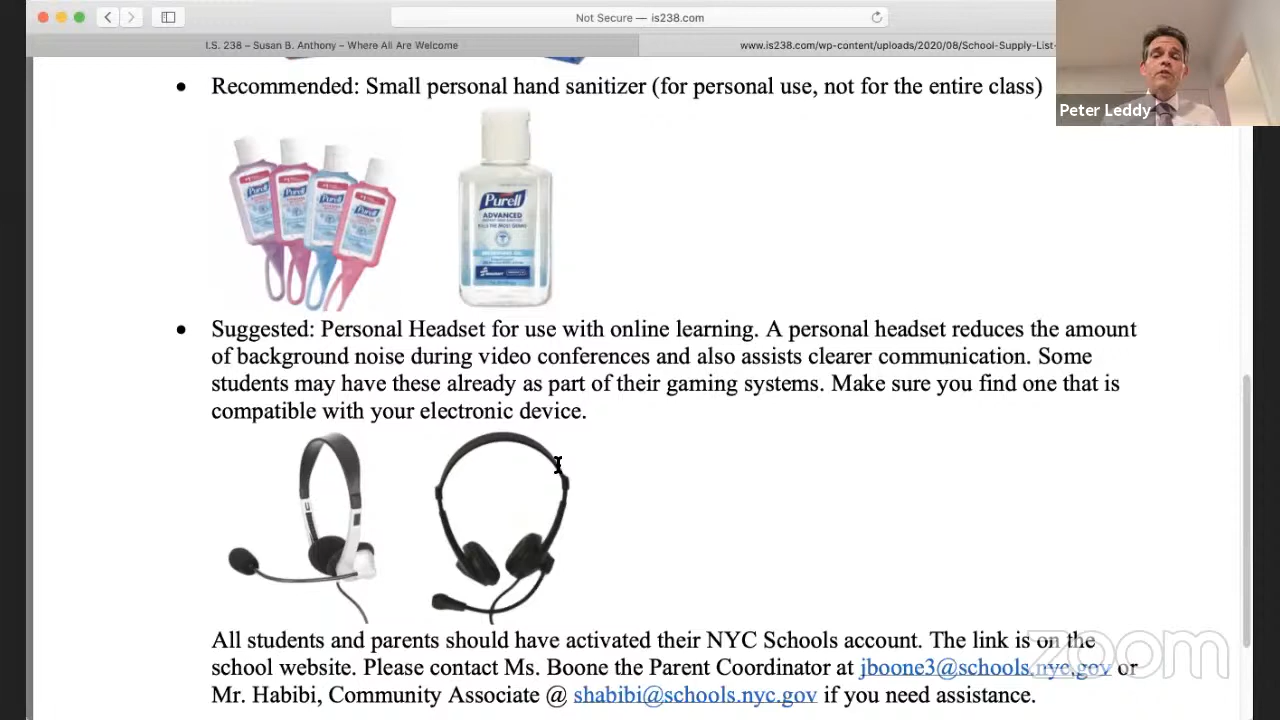 Not Secure — is238.com
I.S. 238 – Susan B. Anthony – Where All Are Welcome
www.is238.com/wp-content/uploads/2020/08/School-Supply-List-
Peter Leddy
• Recommended: Small personal hand sanitizer (for personal use, not for the entire class)
Purell
ADVANCED
• Suggested: Personal Headset for use with online learning. A personal headset reduces the amount
of background noise during video conferences and also assists clearer communication. Some
students may have these already as part of their gaming systems. Make sure you find one that is
compatible with your electronic device.
All students and parents should have activated their NYC Schools account. The link is on the
school website. Please contact Ms. Boone the Parent Coordinator at jboone3@schools.nyc.gov or
Mr. Habibi, Community Associate @ shabibi@schools.nyc.gov if you need assistance.
zoom